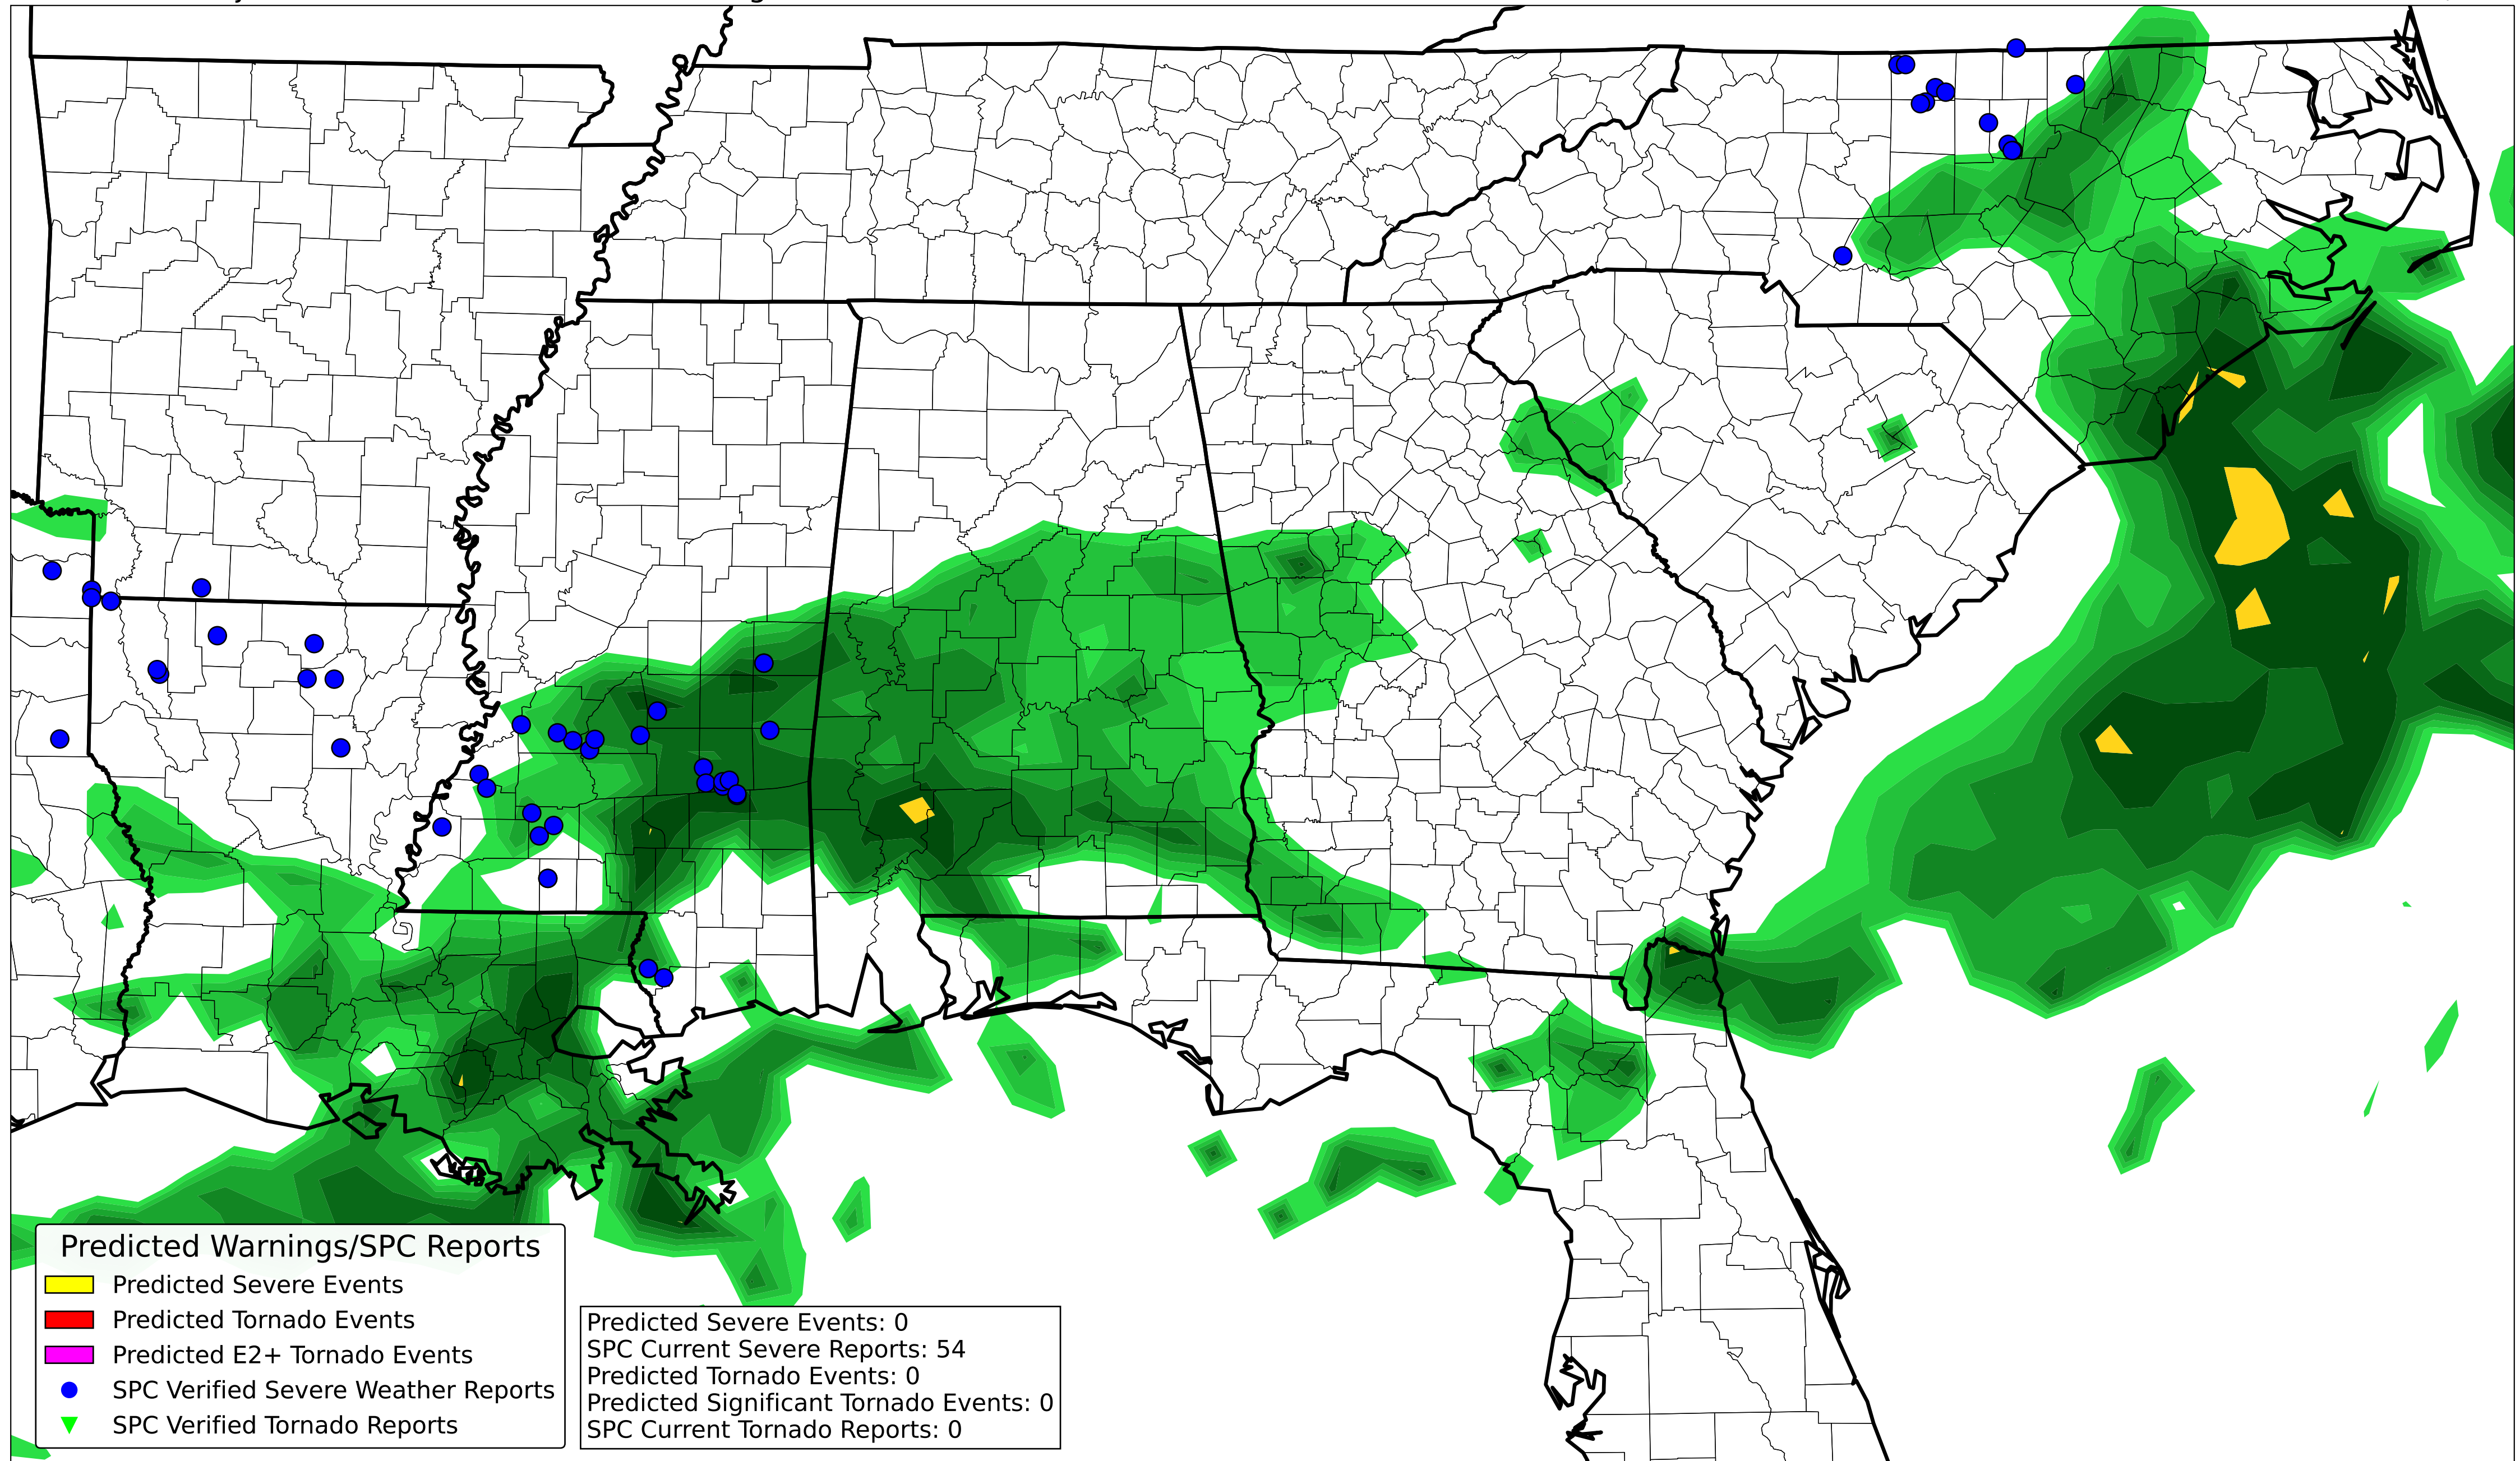 Predicted Warnings/SPC Reports
Predicted Severe Events
Predicted Tornado Events
Predicted E2+ Tornado Events
SPC Verified Severe Weather Reports
SPC Verified Tornado Reports
Predicted Severe Events: 0
SPC Current Severe Reports: 54
Predicted Tornado Events: 0
Predicted Significant Tornado Events: 0
SPC Current Tornado Reports: 0